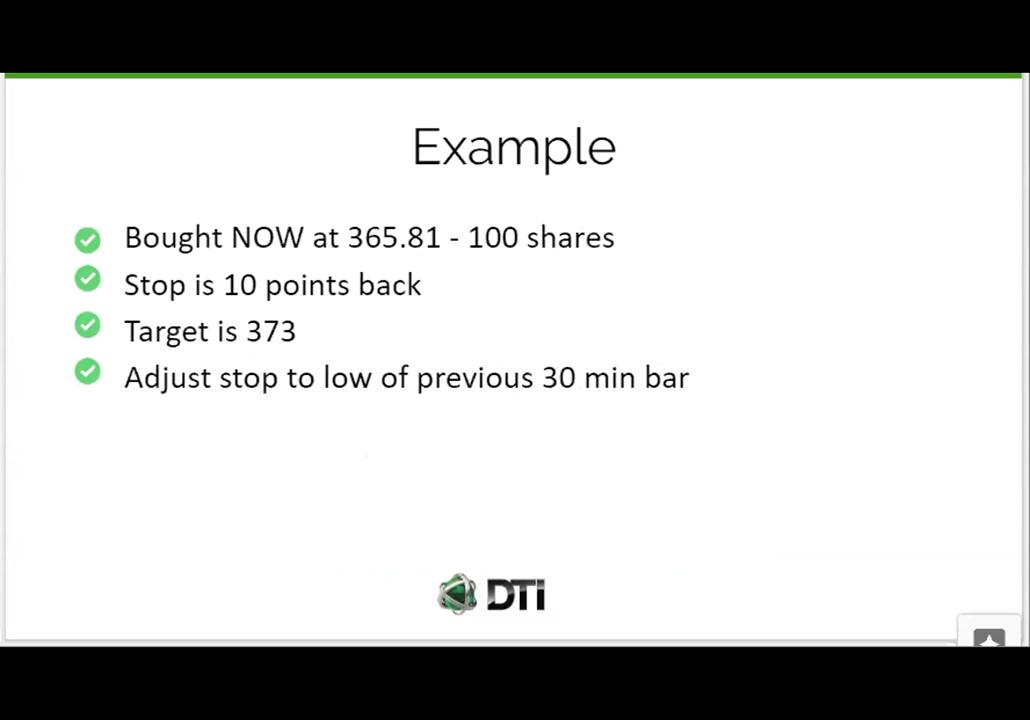 Example
Bought NOW at 365.81 - 100 shares
Stop is 10 points back
Target is 373
Adjust stop to low of previous 30 min bar
DTI